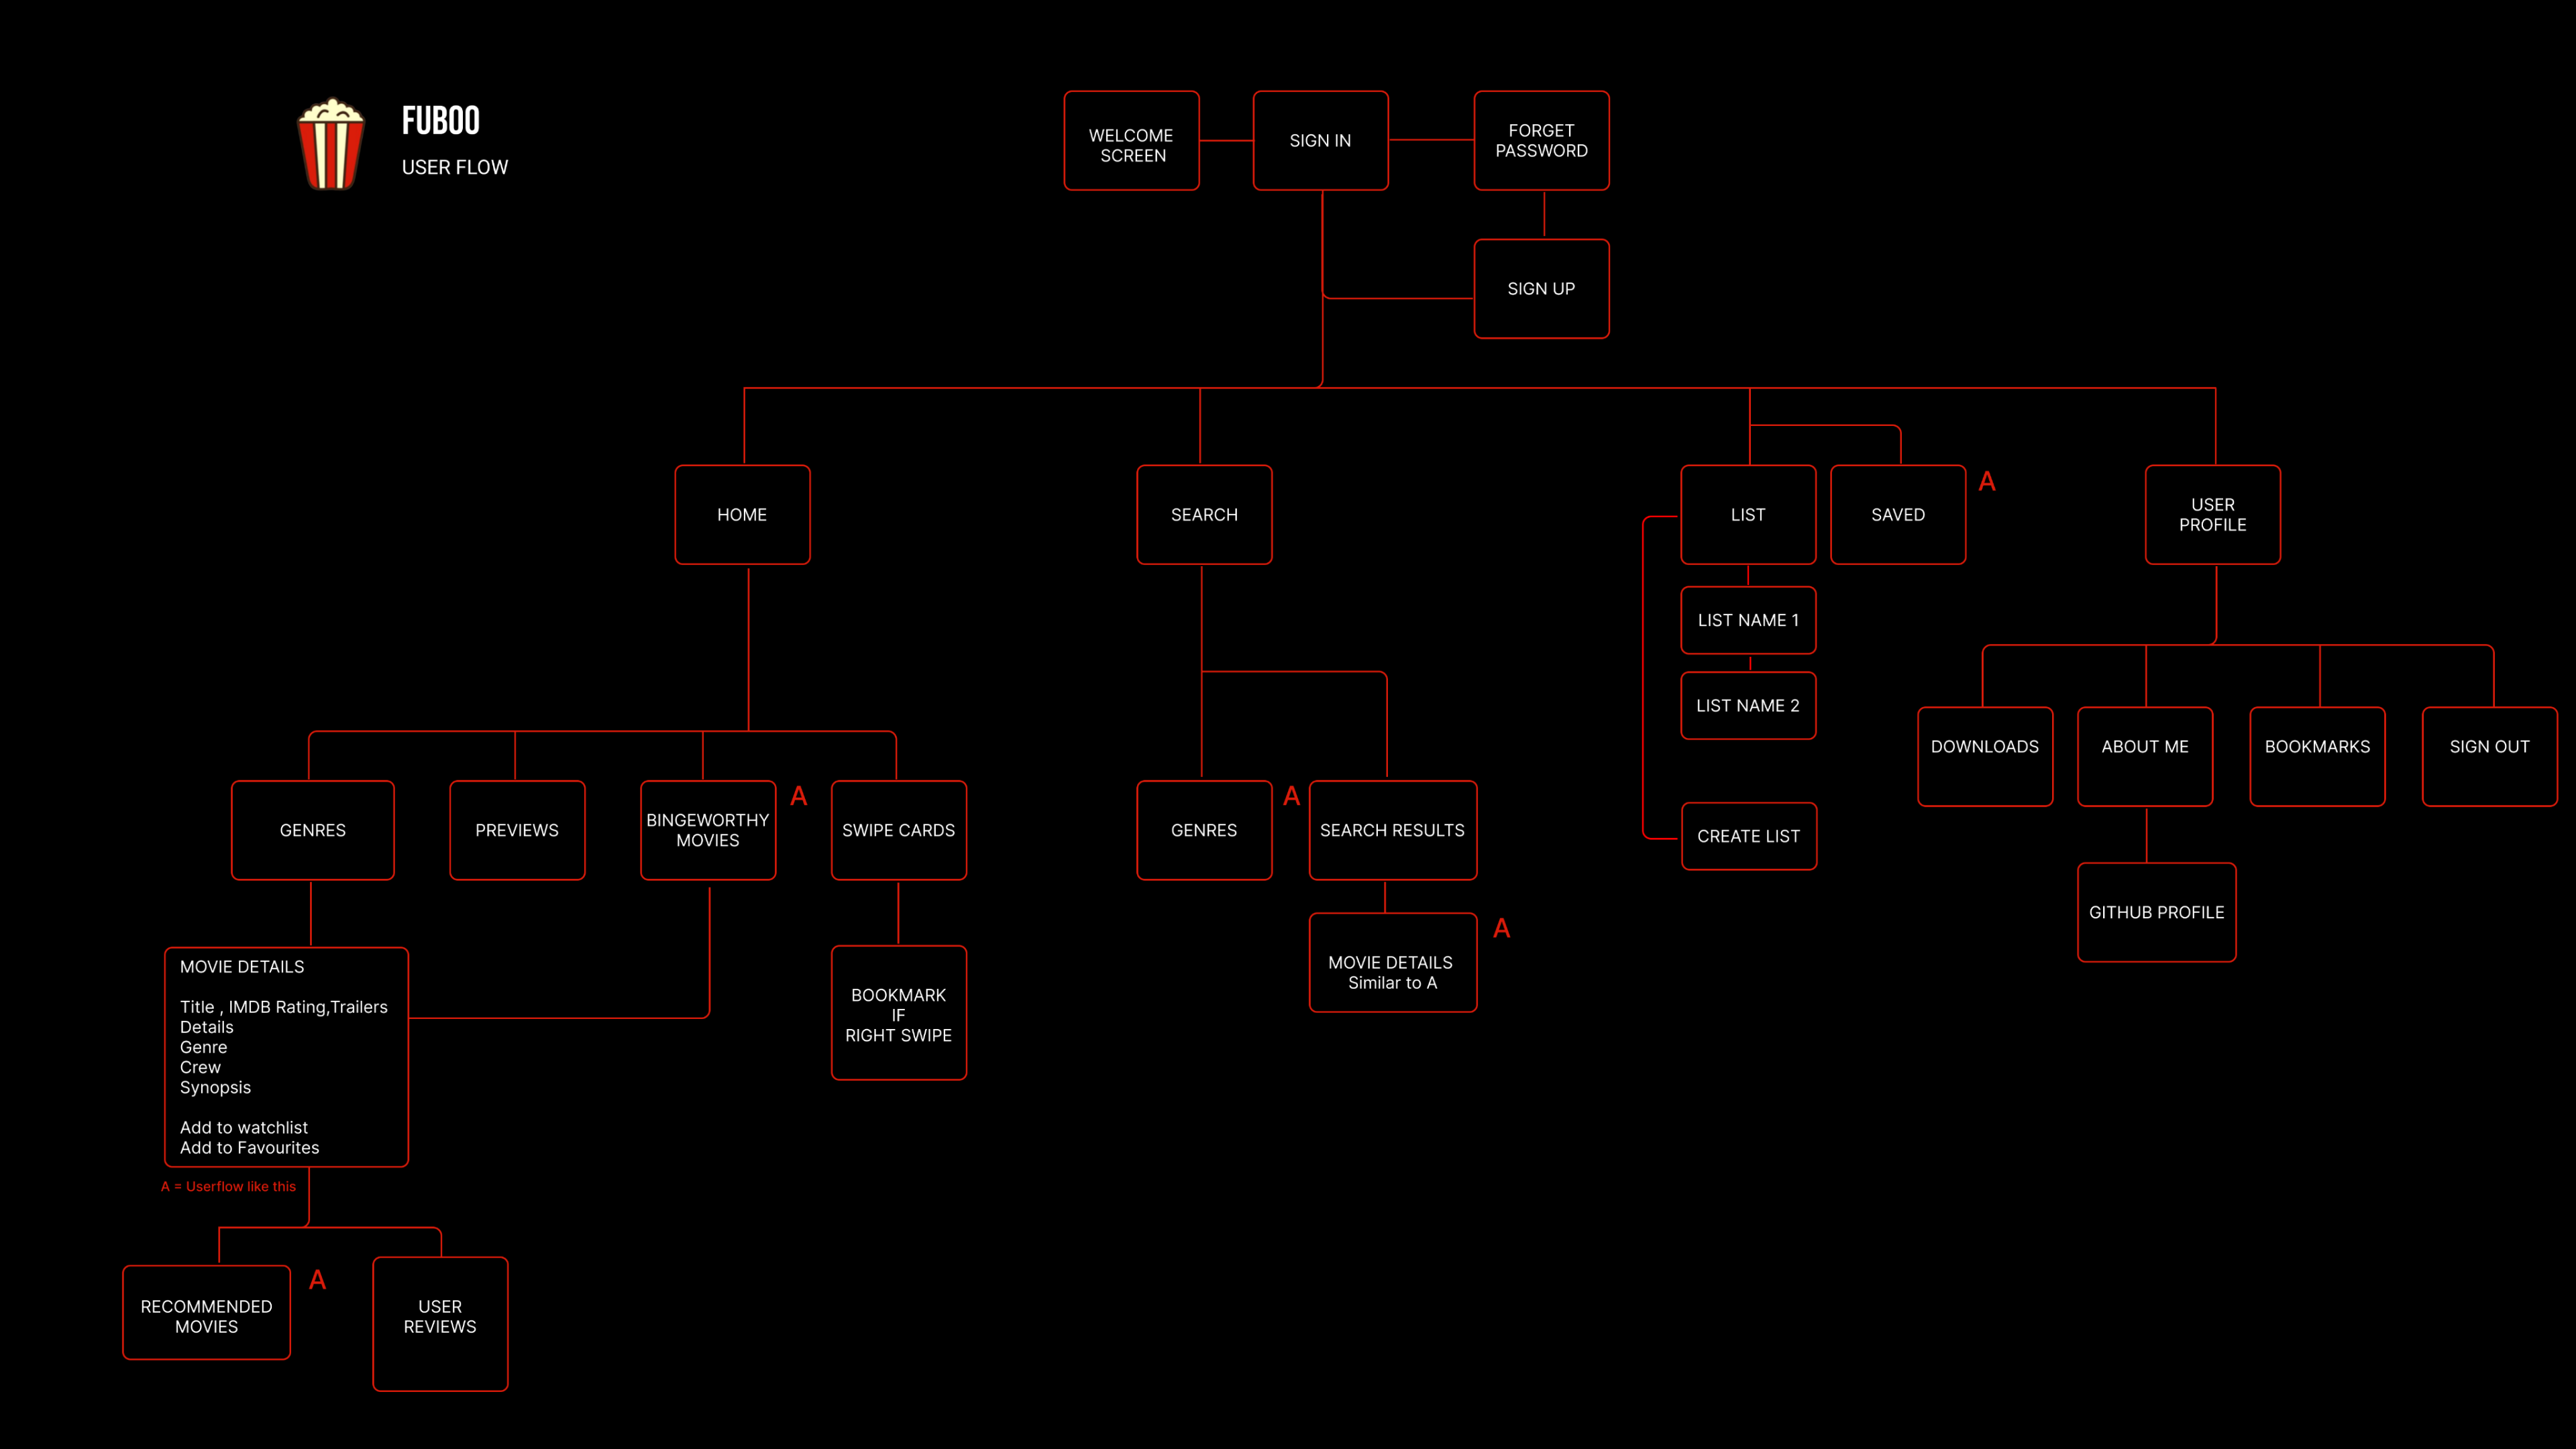 FUBOO
USER FLOW
WELCOME
SCREEN
SIGN IN
FORGET
PASSWORD
SIGN UP
HOME
SEARCH
LIST
SAVED
A
USER
PROFILE
LIST NAME 1
LIST NAME 2
CREATE LIST
DOWNLOADS
ABOUT ME
BOOKMARKS
SIGN OUT
GITHUB PROFILE
GENRES
PREVIEWS
BINGEWORTHY
MOVIES
A
SWIPE CARDS
GENRES
A
SEARCH RESULTS
MOVIE DETAILS
Similar to A
A
BOOKMARK
IF
RIGHT SWIPE
MOVIE DETAILS
Title , IMDB Rating,Trailers
Details
Genre
Crew
Synopsis
Add to watchlist
Add to Favourites
A = Userflow like this
RECOMMENDED
MOVIES
A
USER
REVIEWS